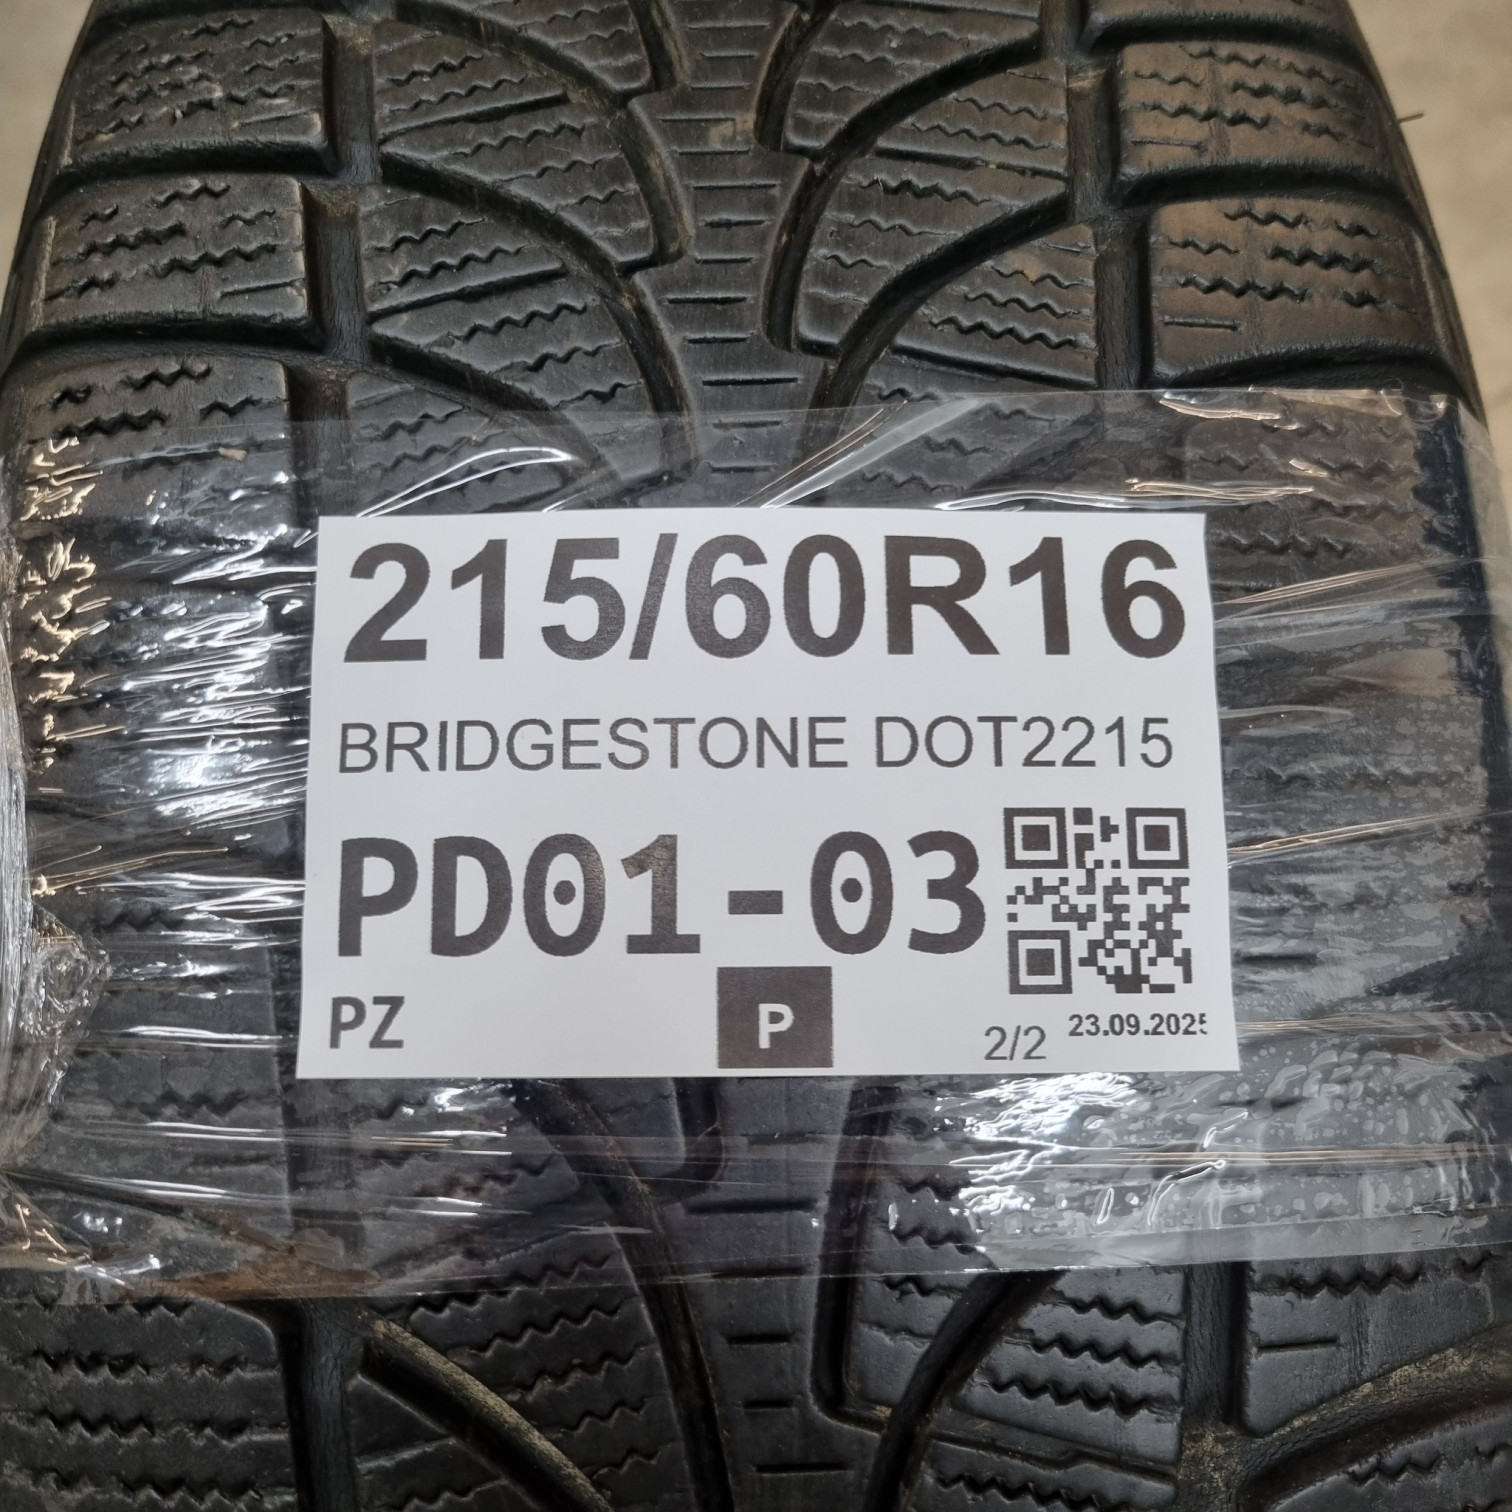 215/60R16
BRIDGESTONE DOT2215
PD01-03
PZ
P
2/2 23.09.2025